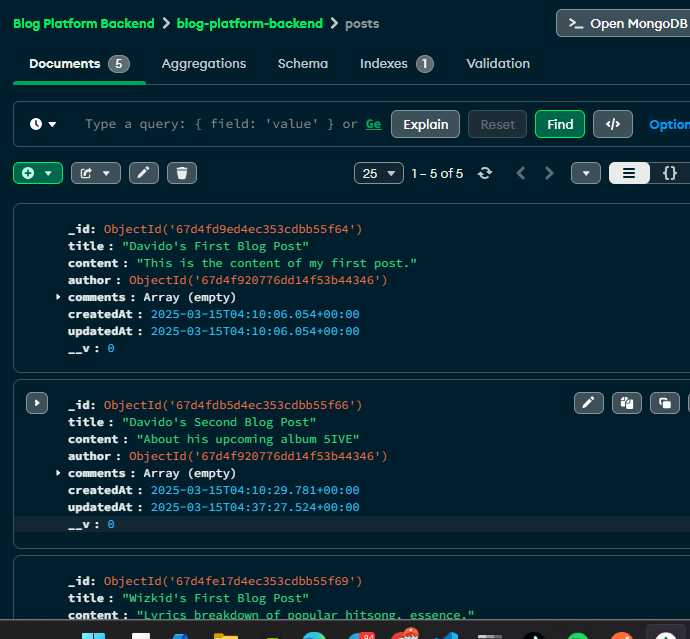 Blog Platform Backend > blog-platform-backend > posts
>_ Open MongoDB
Documents 5 Aggregations Schema Indexes 1 Validation
Type a query: { field: 'value' } or Ge Explain Reset Find </> Option
25 1 – 5 of 5 {}
_id: ObjectId('67d4fd9ed4ec353cdbb55f64')
title : "Davido's First Blog Post"
content : "This is the content of my first post."
author : ObjectId('67d4f920776dd14f53b44346')
comments : Array (empty)
createdAt : 2025-03-15T04:10:06.054+00:00
updatedAt : 2025-03-15T04:10:06.054+00:00
__v : 0
_id: ObjectId('67d4fdb5d4ec353cdbb55f66')
title : "Davido's Second Blog Post"
content : "About his upcoming album 5IVE"
author : ObjectId('67d4f920776dd14f53b44346')
comments : Array (empty)
createdAt : 2025-03-15T04:10:29.781+00:00
updatedAt : 2025-03-15T04:37:27.524+00:00
__v : 0
_id: ObjectId('67d4fe17d4ec353cdbb55f69')
title : "Wizkid's First Blog Post"
content : "Lyrics breakdown of popular hitsong, essence."
94